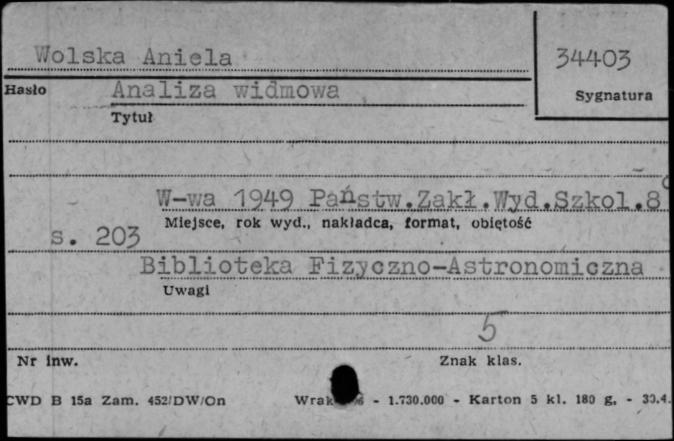 Wolska Aniela
34403
Hasło
Analiza widmowa
Sygnatura
Tytuł
W-wa 1949 Państw.Zakł.Wyd.Szkol.8°
Miejsce, rok wyd., nakładca, format, obiętość
s. 203
Biblioteka Fizyczno-Astronomiczna
Uwagi
5
Nr inw.
Znak klas.
CWD B 15a Zam. 452/DW/On - 1.730.000 - Karton 5 kl. 180 g. - 30.4.